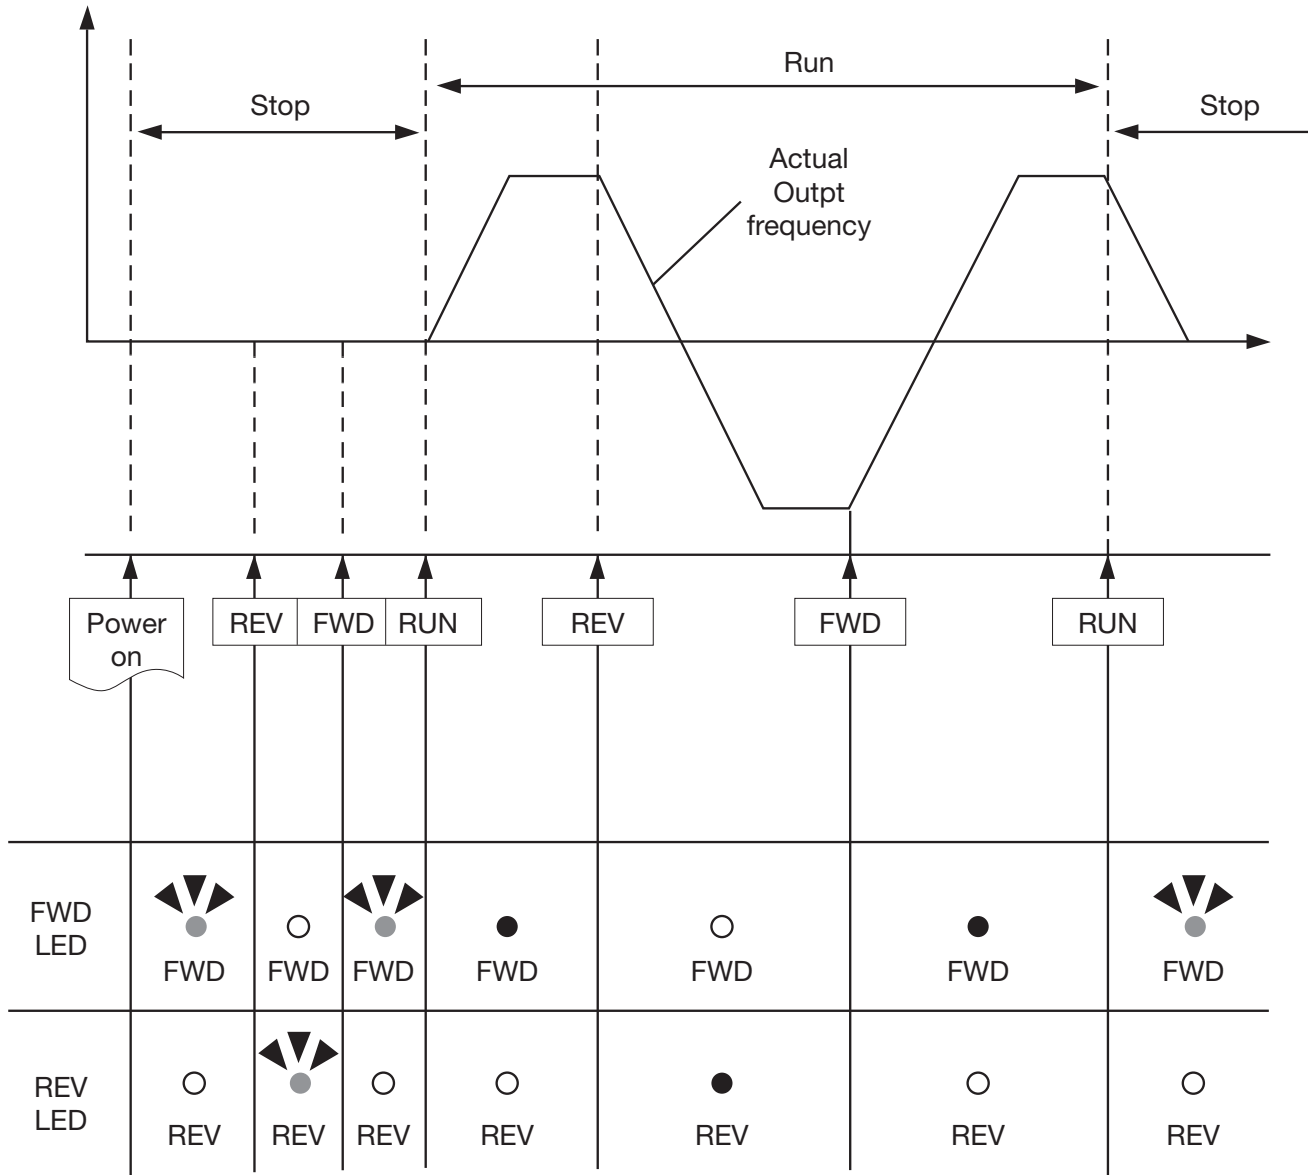 Run
Stop
Stop
Actual
Outpt
frequency
Power
on
REV
FWD
RUN
REV
FWD
RUN
FWD
LED
FWD
FWD
FWD
FWD
FWD
FWD
FWD
REV
LED
REV
REV
REV
REV
REV
REV
REV